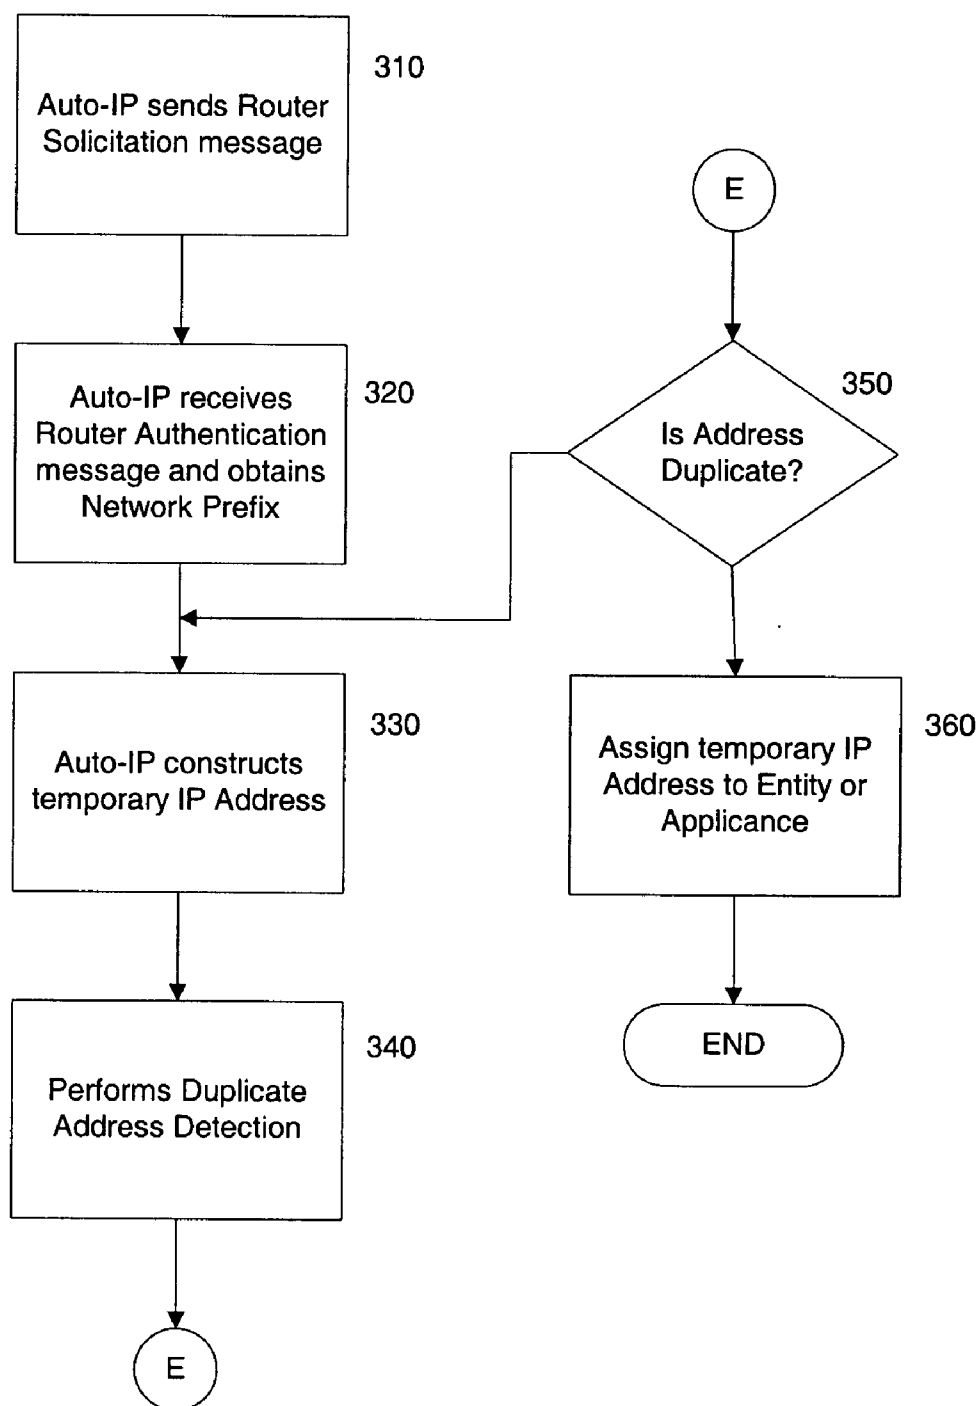 310
Auto-IP sends Router
Solicitation message
320
Auto-IP receives
Router Authentication
message and obtains
Network Prefix
330
Auto-IP constructs
temporary IP Address
340
Performs Duplicate
Address Detection
E
E
350
Is Address
Duplicate?
360
Assign temporary IP
Address to Entity or
Applicance
END